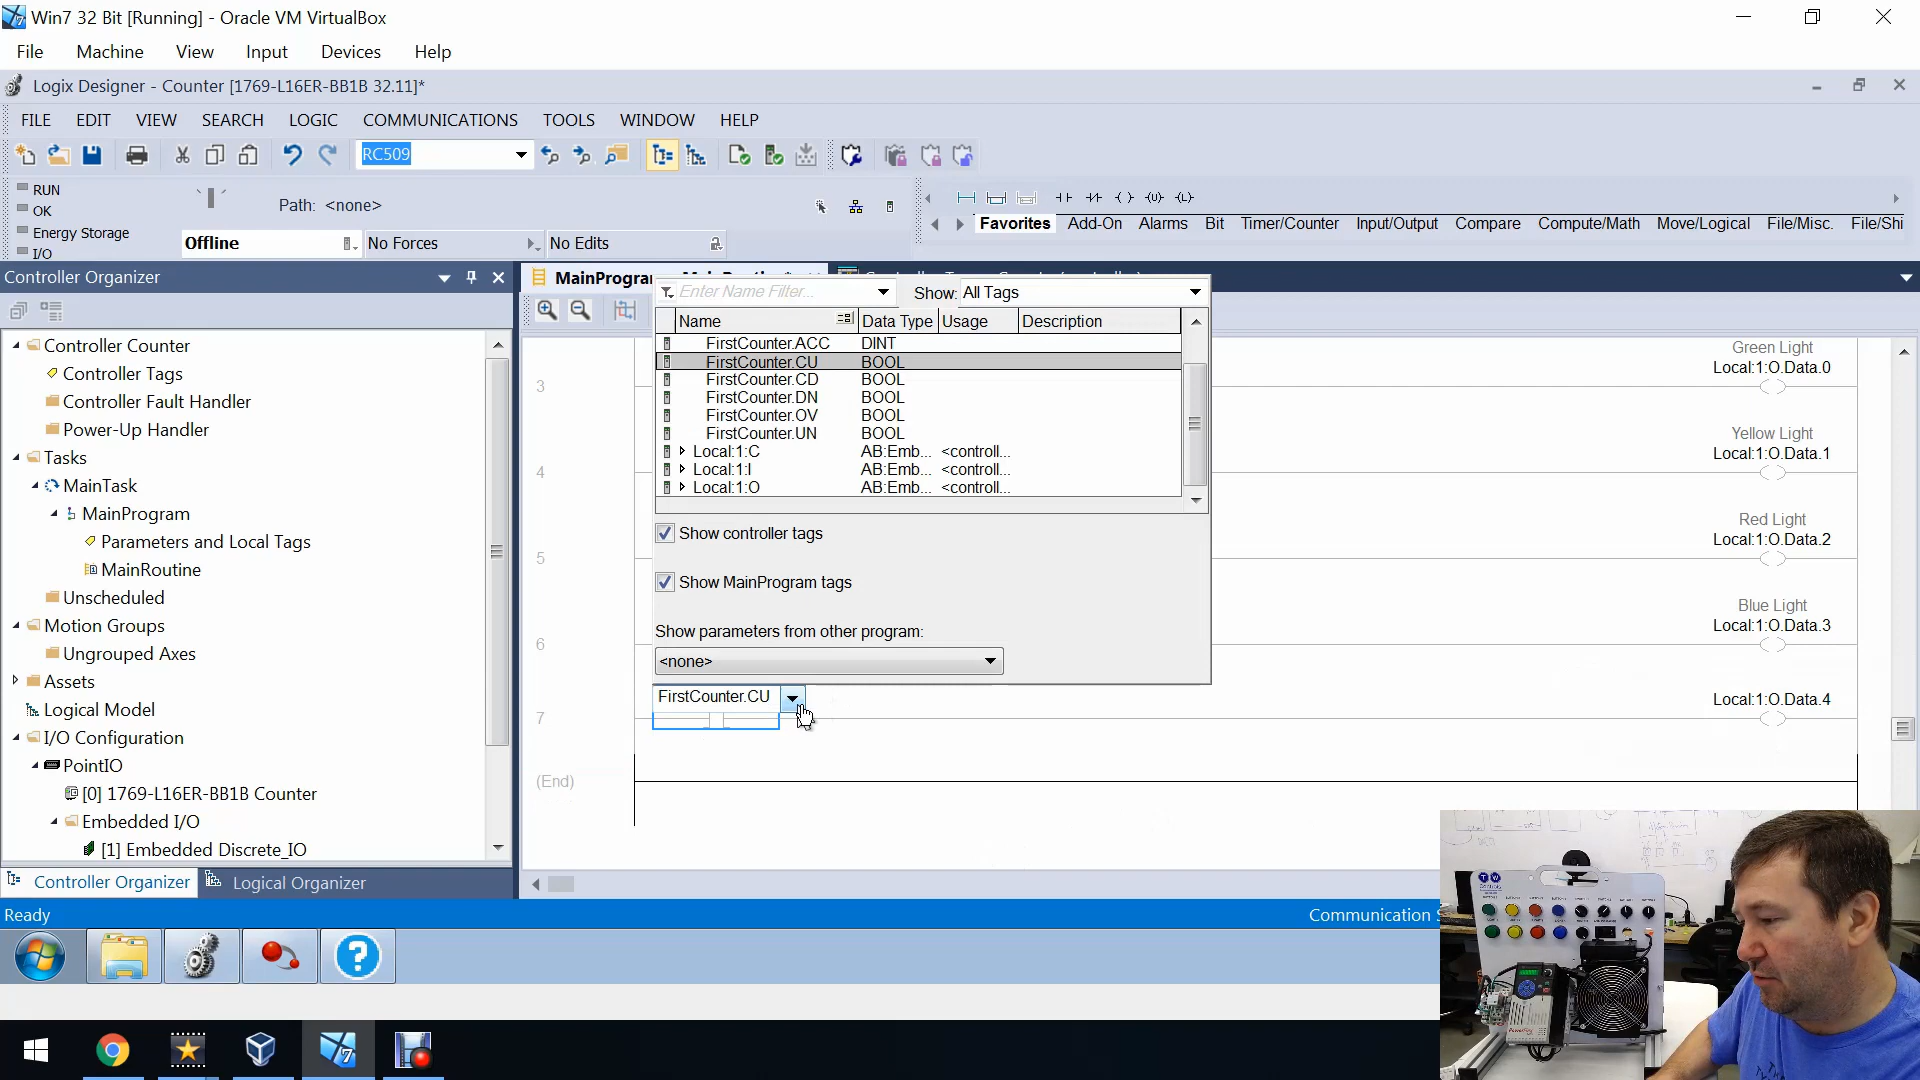 Win7 32 Bit [Running] - Oracle VM VirtualBox
File Machine View Input Devices Help
Logix Designer - Counter [1769-L16ER-BB1B 32.11]*
FILE EDIT VIEW SEARCH LOGIC COMMUNICATIONS TOOLS WINDOW HELP
RC509
RUN
OK
Energy Storage
I/O
Path: <none>
Offline No Forces No Edits
Favorites Add-On Alarms Bit Timer/Counter Input/Output Compare Compute/Math Move/Logical File/Misc. File/Shi
Controller Organizer
Controller Counter
Controller Tags
Controller Fault Handler
Power-Up Handler
Tasks
MainTask
MainProgram
Parameters and Local Tags
MainRoutine
Unscheduled
Motion Groups
Ungrouped Axes
Assets
Logical Model
I/O Configuration
PointIO
[0] 1769-L16ER-BB1B Counter
Embedded I/O
[1] Embedded Discrete_IO
Controller Organizer Logical Organizer
Enter Name Filter... Show: All Tags
Name Data Type Usage Description
FirstCounter.ACC DINT
FirstCounter.CU BOOL
FirstCounter.CD BOOL
FirstCounter.DN BOOL
FirstCounter.OV BOOL
FirstCounter.UN BOOL
Local:1:C AB:Emb... <controll...
Local:1:I AB:Emb... <controll...
Local:1:O AB:Emb... <controll...
Show controller tags
Show MainProgram tags
Show parameters from other program:
<none>
FirstCounter.CU
3
Green Light
Local:1:O.Data.0
4
Yellow Light
Local:1:O.Data.1
5
Red Light
Local:1:O.Data.2
6
Blue Light
Local:1:O.Data.3
7
Local:1:O.Data.4
(End)
Ready
Communication